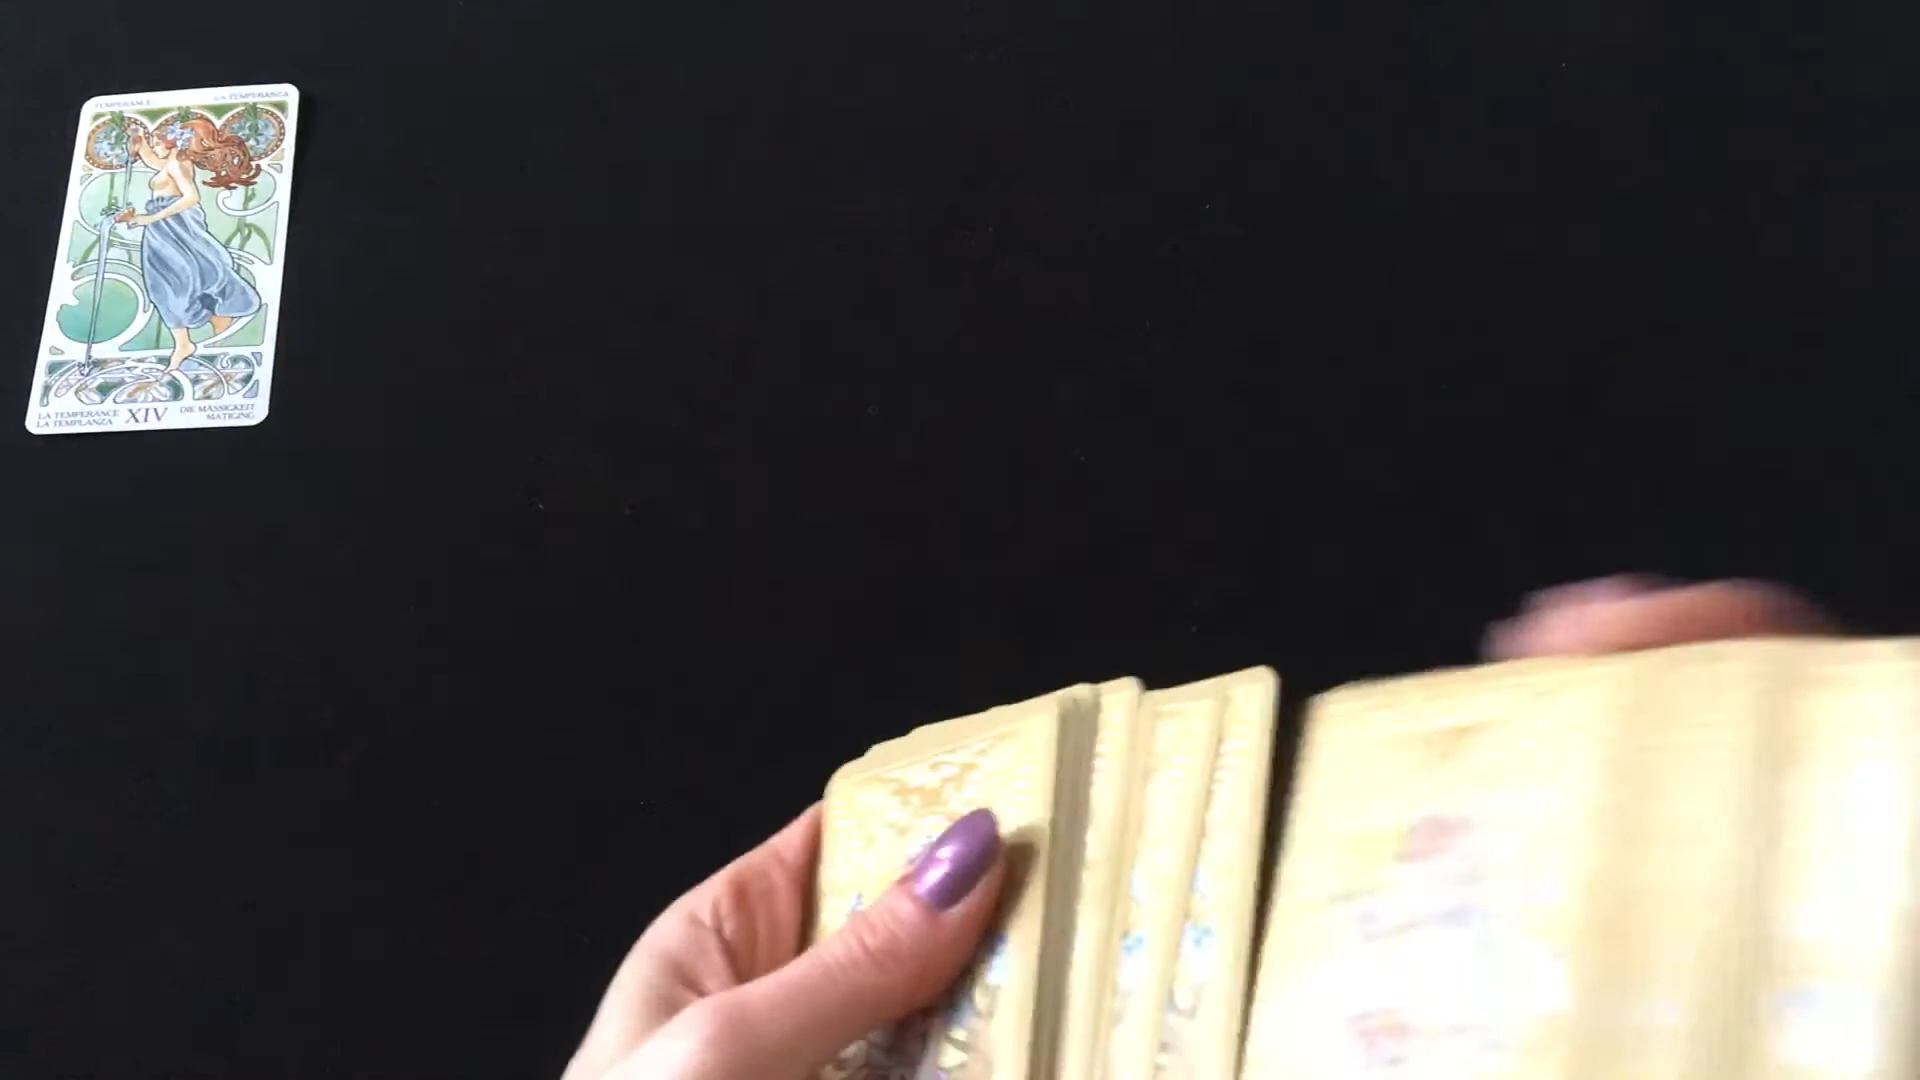 TEMPERANCE LA TEMPERANZA
LA TEMPERANCE XIV DIE MÄSSIGKEIT
LA TEMPLANZA MATIGING